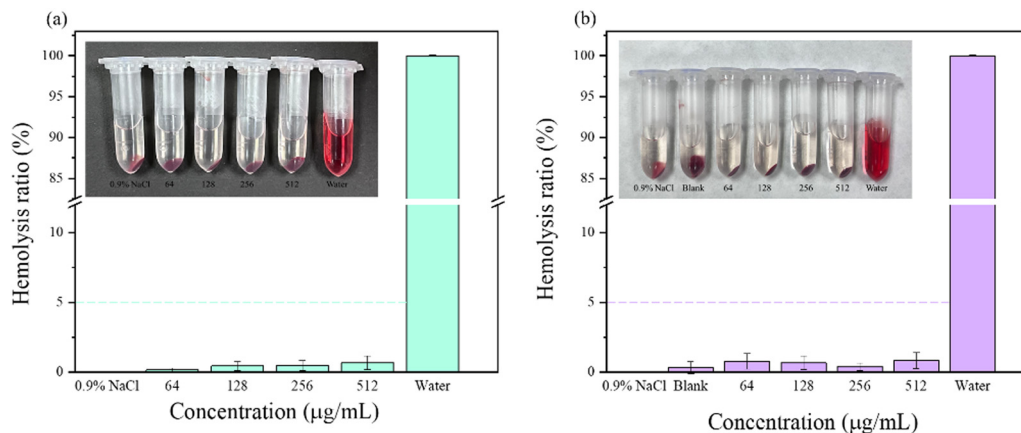 (a)
Hemolysis ratio (%)
100
95
90
85
10
5
0
0.9% NaCl 64 128 256 512 Water
0.9% NaCl 64 128 256 512 Water
Concentration (μg/mL)
(b)
Hemolysis ratio (%)
100
95
90
85
10
5
0
0.9% NaCl Blank 64 128 256 512 Water
0.9% NaCl Blank 64 128 256 512 Water
Concentration (μg/mL)